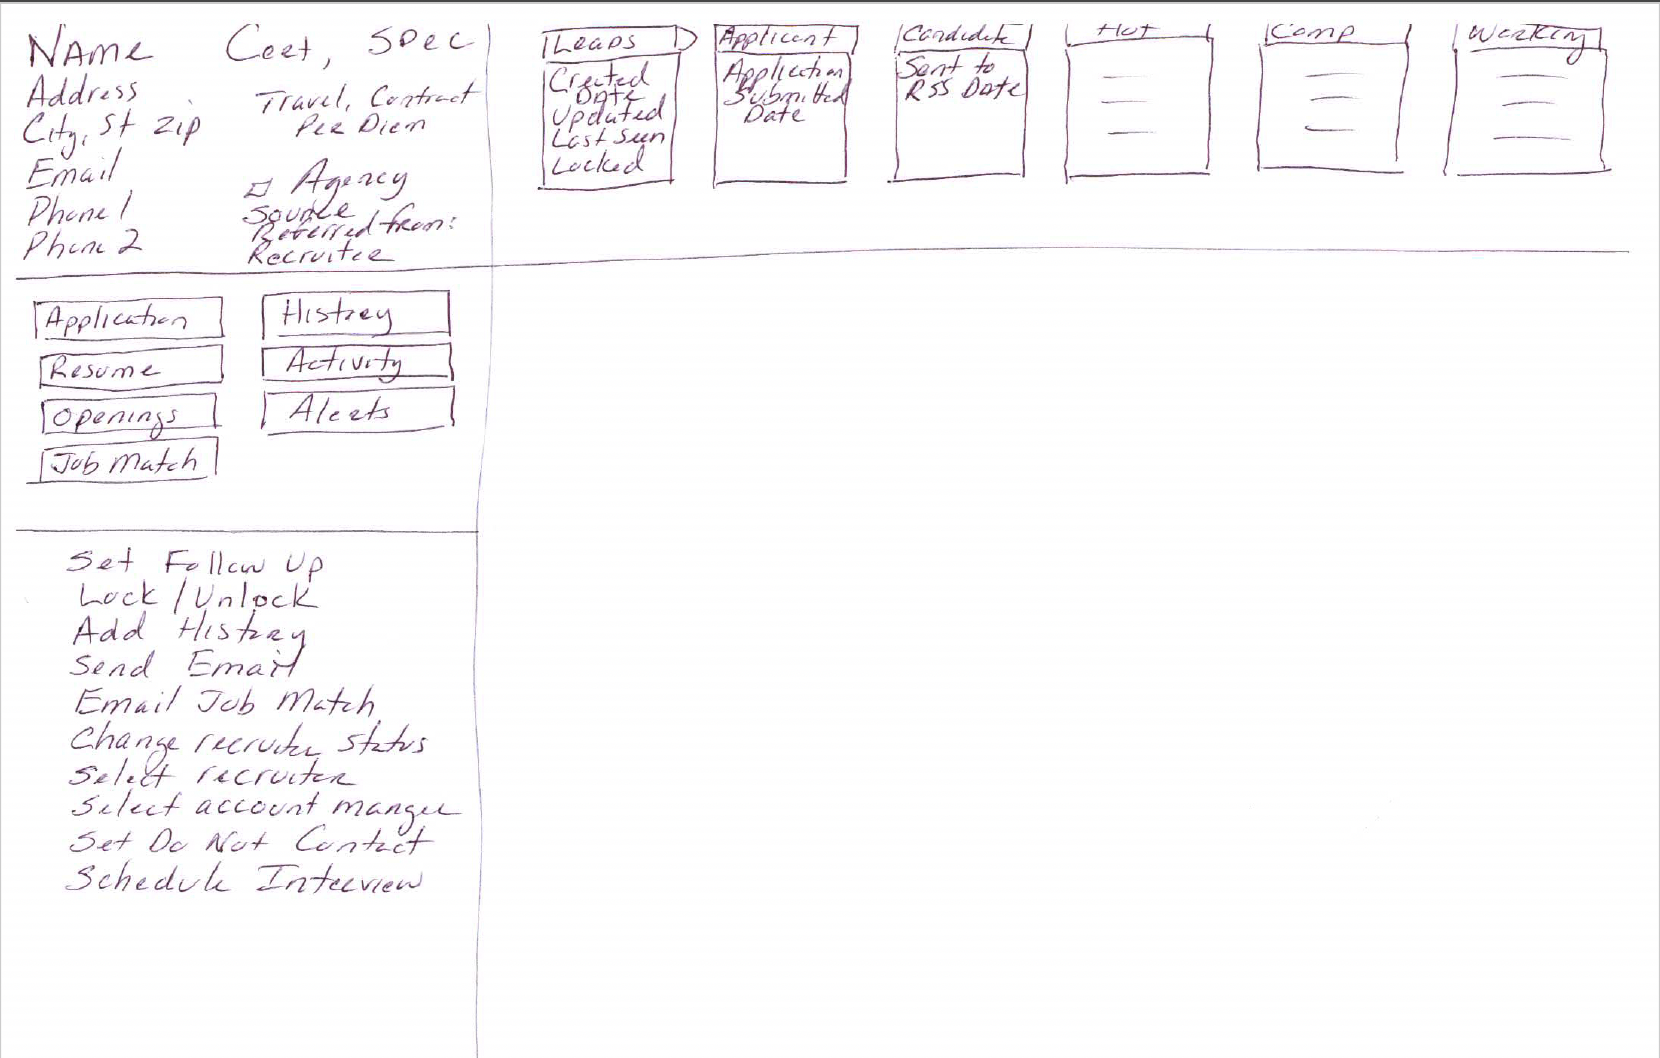 Name Cert, Spec
Address
City, St Zip
Email
Phone 1
Phone 2
Travel, Contract
Per Diem
Agency
Source
Referred from:
Recruiter
Leads
Created
Date
Updated
Last Seen
Locked
Applicant
Application
Submitted
Date
Candidate
Sent to
RSS Date
Hot
Comp
Working
Application
Resume
Openings
Job Match
History
Activity
Alerts
Set Follow Up
Lock/Unlock
Add History
Send Email
Email Job Match
Change recruiter status
Select recruiter
Select account manger
Set Do Not Contact
Schedule Interview